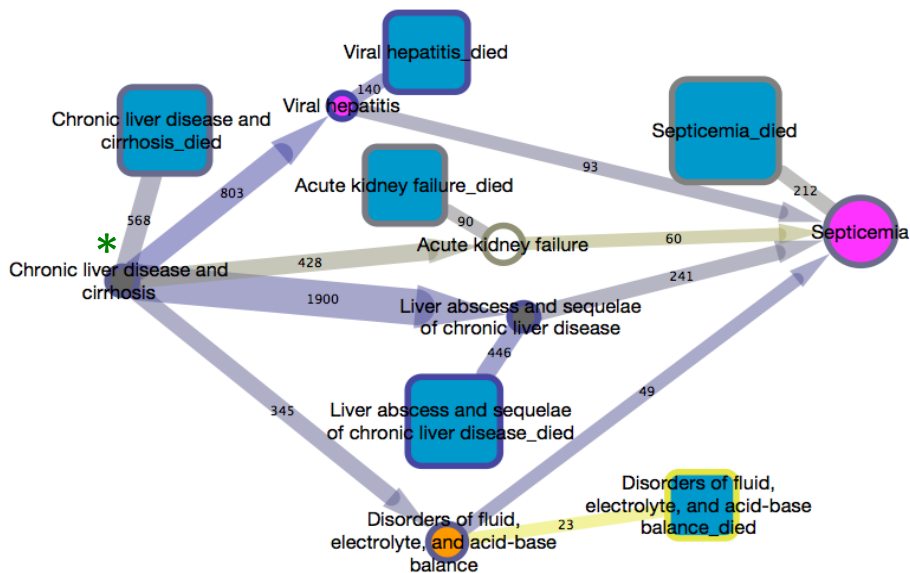 Viral hepatitis_died
140
Viral hepatitis
Chronic liver disease and
cirrhosis_died
Septicemia_died
93
803
Acute kidney failure_died
212
568
90
*
Septicemia
Acute kidney failure
60
428
Chronic liver disease and
cirrhosis
241
1900
Liver abscess and sequelae
of chronic liver disease
446
49
345
Liver abscess and sequelae
of chronic liver disease_died
Disorders of fluid,
electrolyte, and acid-base
balance_died
23
Disorders of fluid,
electrolyte, and acid-base
balance